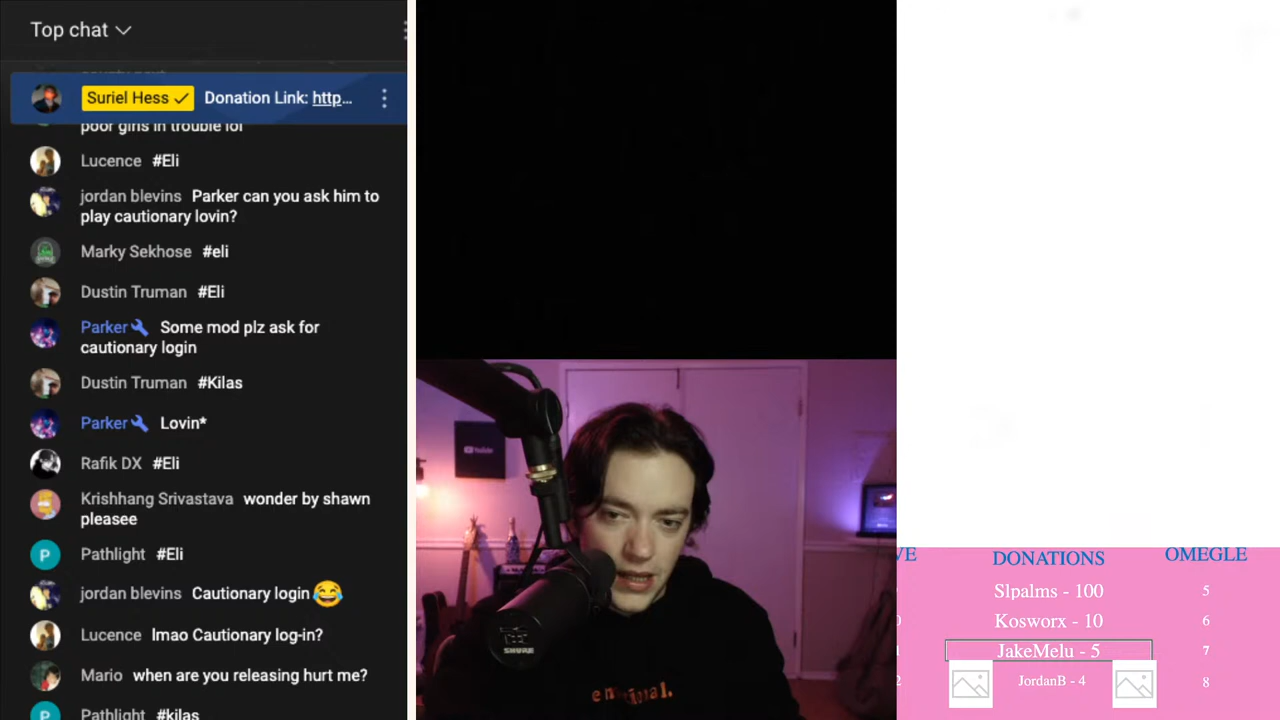 Top chat
Suriel Hess Donation Link: http...
poor girls in trouble lol
Lucence #Eli
jordan blevins Parker can you ask him to
play cautionary lovin?
Marky Sekhose #eli
Dustin Truman #Eli
Parker Some mod plz ask for
cautionary login
Dustin Truman #Kilas
Parker Lovin*
Rafik DX #Eli
Krishhang Srivastava wonder by shawn
pleasee
P Pathlight #Eli
jordan blevins Cautionary login😂
Lucence lmao Cautionary log-in?
Mario when are you releasing hurt me?
Pathlight #kilas
YouTube
SHURE
VE
DONATIONS
OMEGLE
Slpalms - 100
5
Kosworx - 10
6
JakeMelu - 5
7
JordanB - 4
2
8